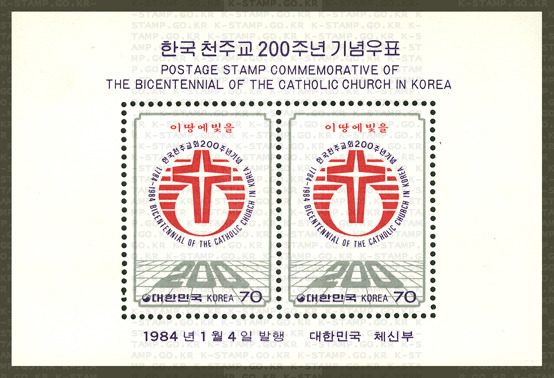 한국 천주교 200주년 기념우표
POSTAGE STAMP COMMEMORATIVE OF
THE BICENTENNIAL OF THE CATHOLIC CHURCH IN KOREA
이땅에빛을
한국천주교회200주년기념
1784-1984 BICENTENNIAL OF THE CATHOLIC CHURCH IN KOREA
200
대한민국 KOREA 70
이땅에빛을
한국천주교회200주년기념
1784-1984 BICENTENNIAL OF THE CATHOLIC CHURCH IN KOREA
200
대한민국 KOREA 70
1984 년 1 월 4 일 발행 대한민국 체신부
K-STAMP.GO.KR